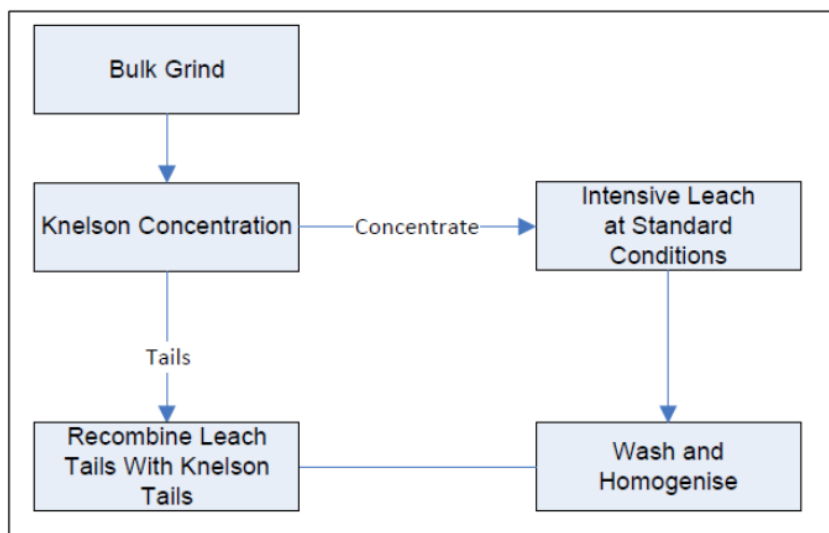 Bulk Grind
Knelson Concentration
Concentrate
Intensive Leach
at Standard
Conditions
Tails
Recombine Leach
Tails With Knelson
Tails
Wash and
Homogenise